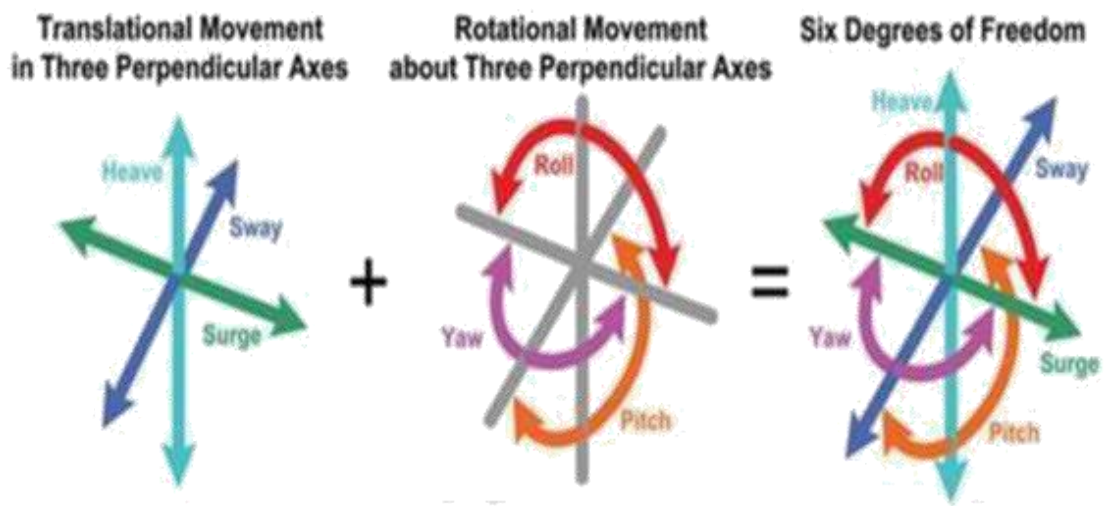 Translational Movement
in Three Perpendicular Axes
Heave
Sway
Surge
+
Rotational Movement
about Three Perpendicular Axes
Roll
Yaw
Pitch
=
Six Degrees of Freedom
Heave
Roll
Sway
Yaw
Surge
Pitch